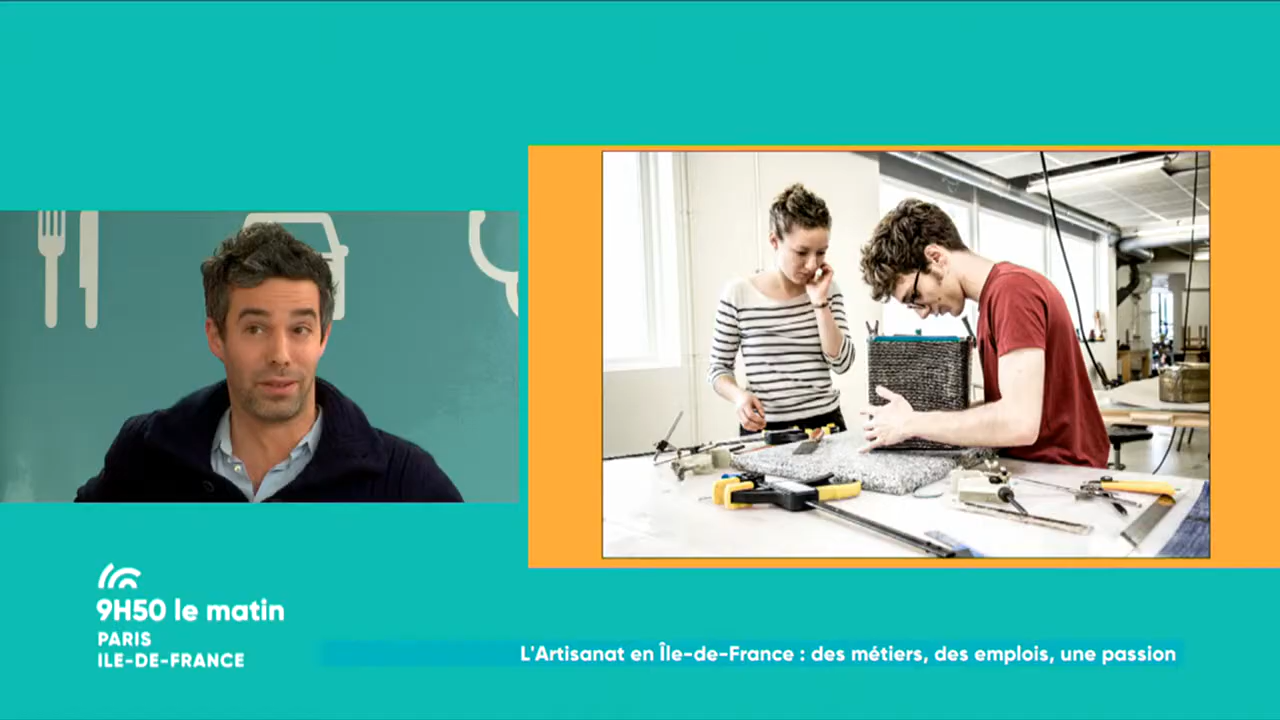 9H50 le matin
PARIS
ILE-DE-FRANCE
L'Artisanat en Île-de-France : des métiers, des emplois, une passion